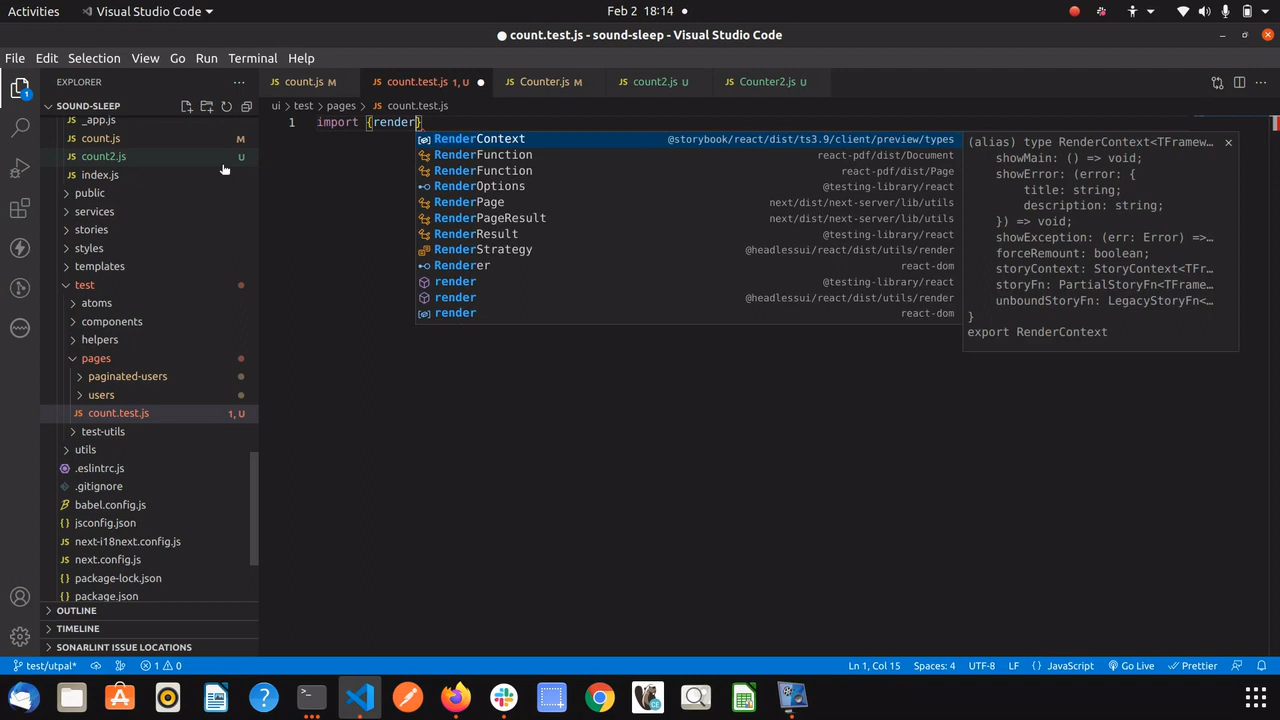 Activities
Visual Studio Code
Feb 2 18:14
count.test.js - sound-sleep - Visual Studio Code
File Edit Selection View Go Run Terminal Help
EXPLORER
count.js M
count.test.js 1, U
Counter.js M
count2.js U
Counter2.js U
SOUND-SLEEP
ui > test > pages > JS count.test.js
_app.js
JS count.js M
JS count2.js U
JS index.js
public
services
stories
styles
templates
test
atoms
components
helpers
pages
paginated-users
users
JS count.test.js 1, U
test-utils
utils
.eslintrc.js
.gitignore
babel.config.js
jsconfig.json
JS next-i18next.config.js
JS next.config.js
package-lock.json
package.json
OUTLINE
TIMELINE
SONARLINT ISSUE LOCATIONS
1 import {render}
RenderContext @storybook/react/dist/ts3.9/client/preview/types
RenderFunction react-pdf/dist/Document
RenderFunction react-pdf/dist/Page
RenderOptions @testing-library/react
RenderPage next/dist/next-server/lib/utils
RenderPageResult next/dist/next-server/lib/utils
RenderResult @testing-library/react
RenderStrategy @headlessui/react/dist/utils/render
Renderer react-dom
render @testing-library/react
render @headlessui/react/dist/utils/render
render react-dom
(alias) type RenderContext<TFramew…
showMain: () => void;
showError: (error: {
title: string;
description: string;
}) => void;
showException: (err: Error) =>…
forceRemount: boolean;
storyContext: StoryContext<TFr…
storyFn: PartialStoryFn<TFrame…
unboundStoryFn: LegacyStoryFn<…
}
export RenderContext
test/utpal* 1 0
Ln 1, Col 15 Spaces: 4 UTF-8 LF {} JavaScript Go Live Prettier